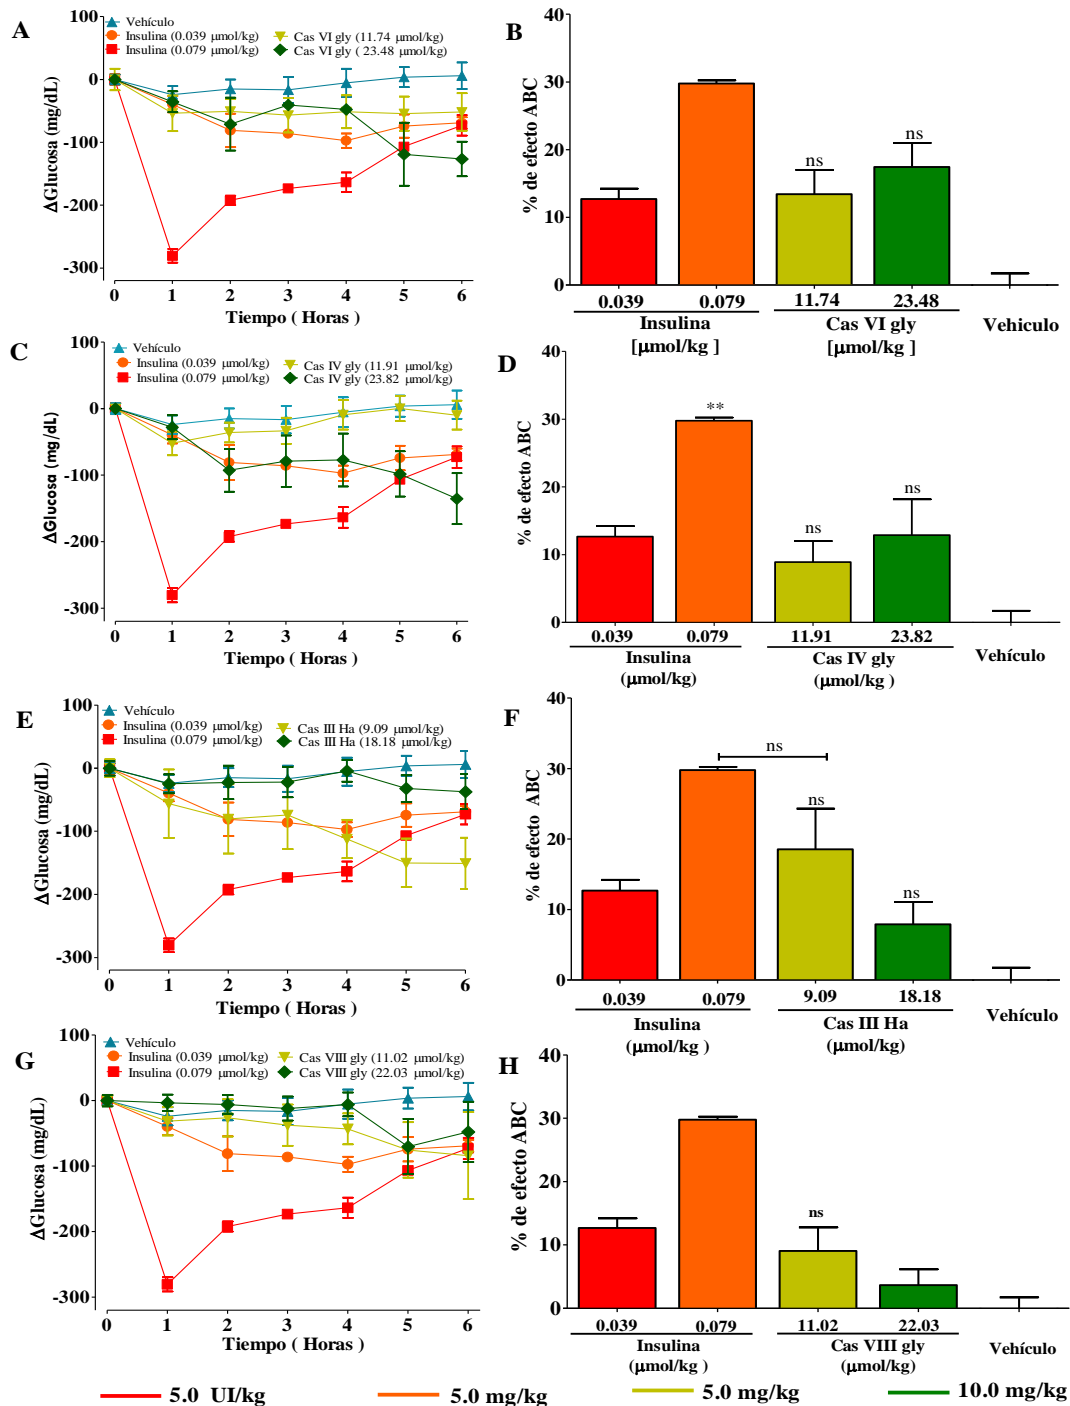 A
100
0
-100
-200
-300
ΔGlucosa (mg/dL)
Vehículo
Insulina (0.039 μmol/kg)
Insulina (0.079 μmol/kg)
Cas VI gly (11.74 μmol/kg)
Cas VI gly ( 23.48 μmol/kg)
0 1 2 3 4 5 6
Tiempo ( Horas )
B
% de efecto ABC
40
30
20
10
0
ns
ns
0.039 0.079 11.74 23.48
Insulina Cas VI gly Vehiculo
[μmol/kg ] [μmol/kg ]
C
100
0
-100
-200
-300
ΔGlucosa (mg/dL)
Vehículo
Insulina (0.039 μmol/kg)
Insulina (0.079 μmol/kg)
Cas IV gly (11.91 μmol/kg)
Cas IV gly (23.82 μmol/kg)
0 1 2 3 4 5 6
Tiempo ( Horas )
D
% de efecto ABC
40
30
20
10
0
**
ns
ns
0.039 0.079 11.91 23.82
Insulina Cas IV gly Vehículo
(μmol/kg) (μmol/kg )
E
100
0
-100
-200
-300
ΔGlucosa (mg/dL)
Vehículo
Insulina (0.039 μmol/kg)
Insulina (0.079 μmol/kg)
Cas III Ha (9.09 μmol/kg)
Cas III Ha (18.18 μmol/kg)
0 1 2 3 4 5 6
Tiempo ( Horas )
F
% de efecto ABC
40
30
20
10
0
ns
ns
ns
0.039 0.079 9.09 18.18
Insulina Cas III Ha Vehículo
(μmol/kg ) (μmol/kg)
G
100
0
-100
-200
-300
ΔGlucosa (mg/dL)
Vehículo
Insulina (0.039 μmol/kg)
Insulina (0.079 μmol/kg)
Cas VIII gly (11.02 μmol/kg)
Cas VIII gly (22.03 μmol/kg)
0 1 2 3 4 5 6
Tiempo ( Horas )
H
% de efecto ABC
40
30
20
10
0
ns
0.039 0.079 11.02 22.03
Insulina Cas VIII gly Vehículo
(μmol/kg ) (μmol/kg)
5.0 UI/kg 5.0 mg/kg 5.0 mg/kg 10.0 mg/kg